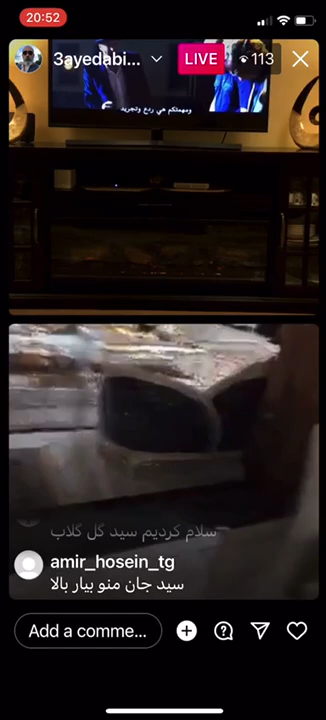 20:52
3ayedabi...
LIVE
113
ومهمتكم هي ردع وتجريد
سلام کردیم سید گل گلاب
amir_hosein_tg
سید جان منو بیار بالا
Add a comme...